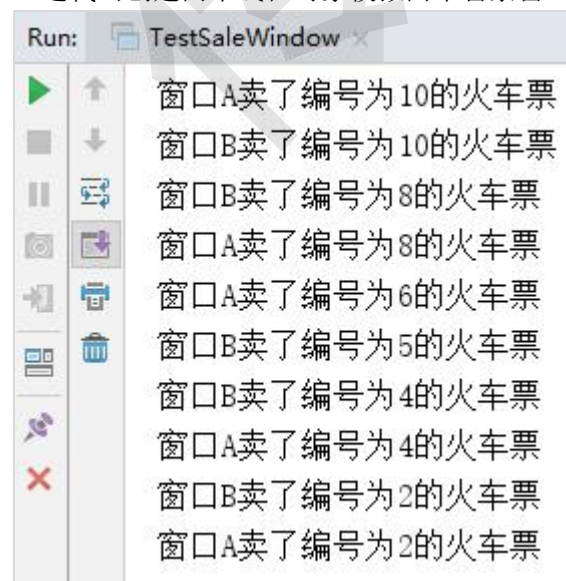 Run: TestSaleWindow
窗口A卖了编号为10的火车票
窗口B卖了编号为10的火车票
窗口B卖了编号为8的火车票
窗口A卖了编号为8的火车票
窗口A卖了编号为6的火车票
窗口B卖了编号为5的火车票
窗口B卖了编号为4的火车票
窗口A卖了编号为4的火车票
窗口B卖了编号为2的火车票
窗口A卖了编号为2的火车票